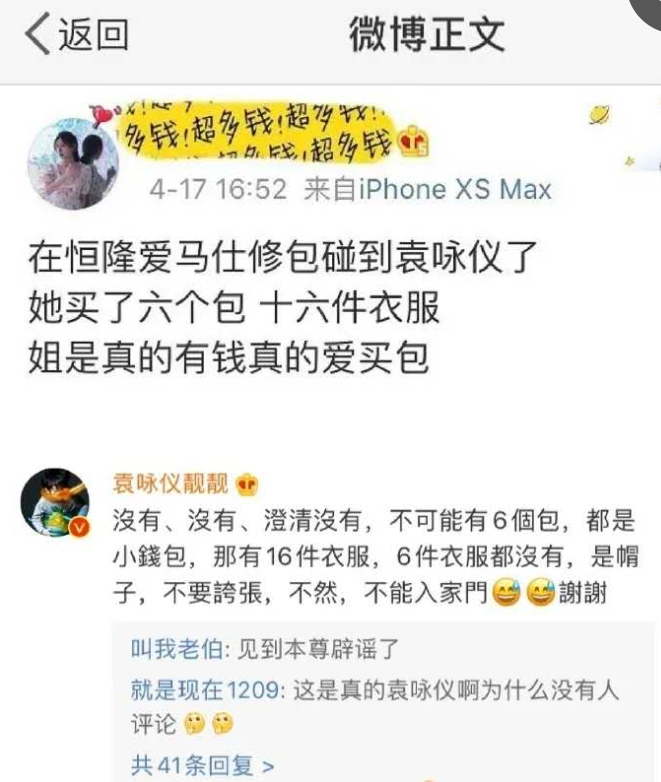 返回
微博正文
多钱!超多钱!超多钱!
超多钱!超多钱
4-17 16:52 来自iPhone XS Max
在恒隆爱马仕修包碰到袁咏仪了
她买了六个包 十六件衣服
姐是真的有钱真的爱买包
袁咏仪靓靓
沒有、沒有、澄清沒有，不可能有6個包，都是
小錢包，那有16件衣服，6件衣服都沒有，是帽
子，不要誇張，不然，不能入家門😅😅謝謝
叫我老伯: 见到本尊辟谣了
就是现在1209: 这是真的袁咏仪啊为什么没有人
评论🤔🤔
共41条回复 >